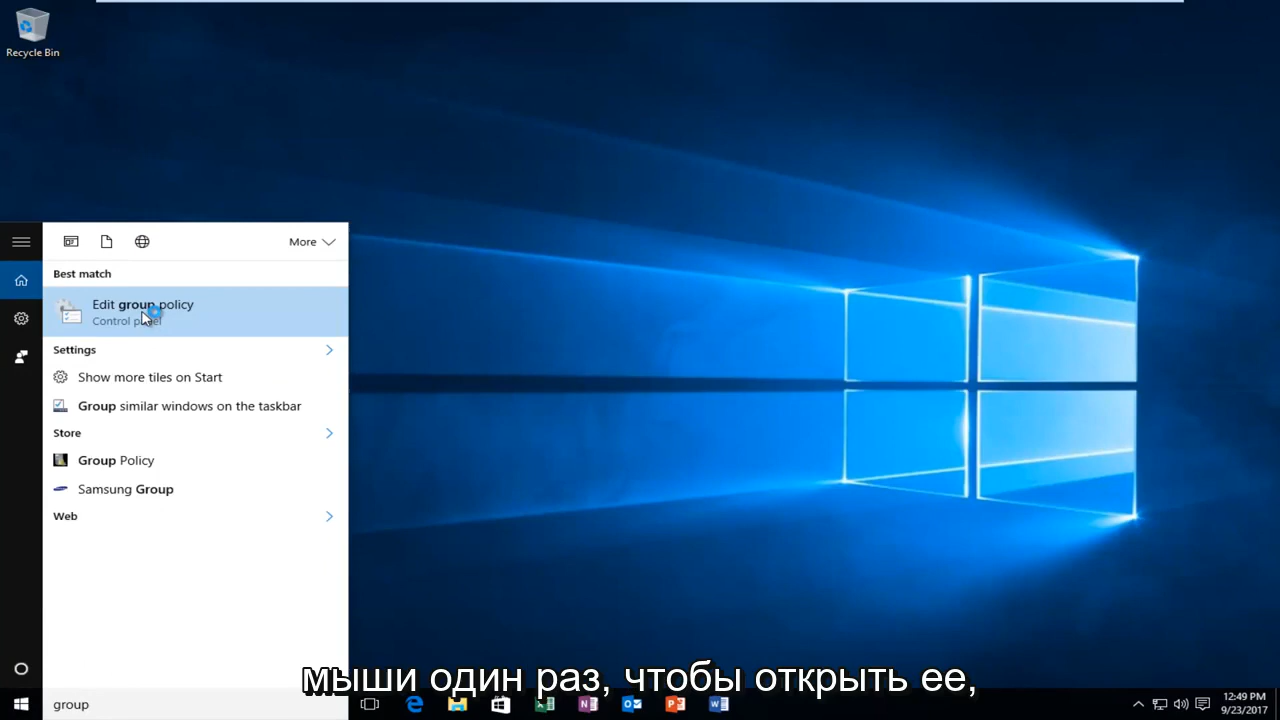 Recycle Bin
More
Best match
Edit group policy
Control panel
Settings
Show more tiles on Start
Group similar windows on the taskbar
Store
Group Policy
Samsung Group
Web
мыши один раз, чтобы открыть ее,
group
12:49 PM
9/23/2017